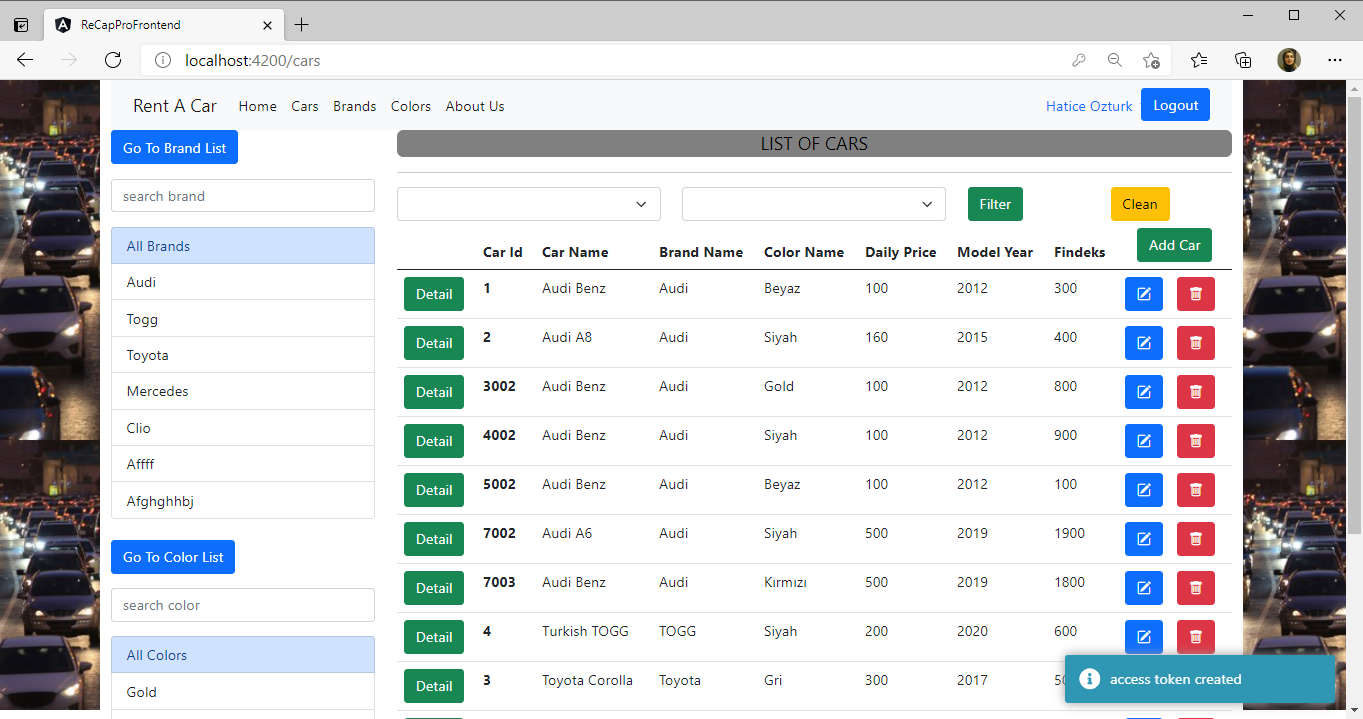 ReCapProFrontend
localhost:4200/cars
Rent A Car Home Cars Brands Colors About Us Hatice Ozturk Logout
Go To Brand List
search brand
All Brands
Audi
Togg
Toyota
Mercedes
Clio
Affff
Afghghhbj
Go To Color List
search color
All Colors
Gold
LIST OF CARS
Filter Clean
Add Car
Car Id Car Name Brand Name Color Name Daily Price Model Year Findeks
Detail 1 Audi Benz Audi Beyaz 100 2012 300
Detail 2 Audi A8 Audi Siyah 160 2015 400
Detail 3002 Audi Benz Audi Gold 100 2012 800
Detail 4002 Audi Benz Audi Siyah 100 2012 900
Detail 5002 Audi Benz Audi Beyaz 100 2012 100
Detail 7002 Audi A6 Audi Siyah 500 2019 1900
Detail 7003 Audi Benz Audi Kırmızı 500 2019 1800
Detail 4 Turkish TOGG TOGG Siyah 200 2020 600
Detail 3 Toyota Corolla Toyota Gri 300 2017
access token created